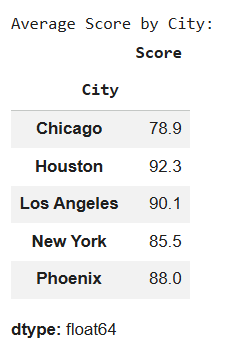 Average Score by City:
Score
City
Chicago 78.9
Houston 92.3
Los Angeles 90.1
New York 85.5
Phoenix 88.0
dtype: float64